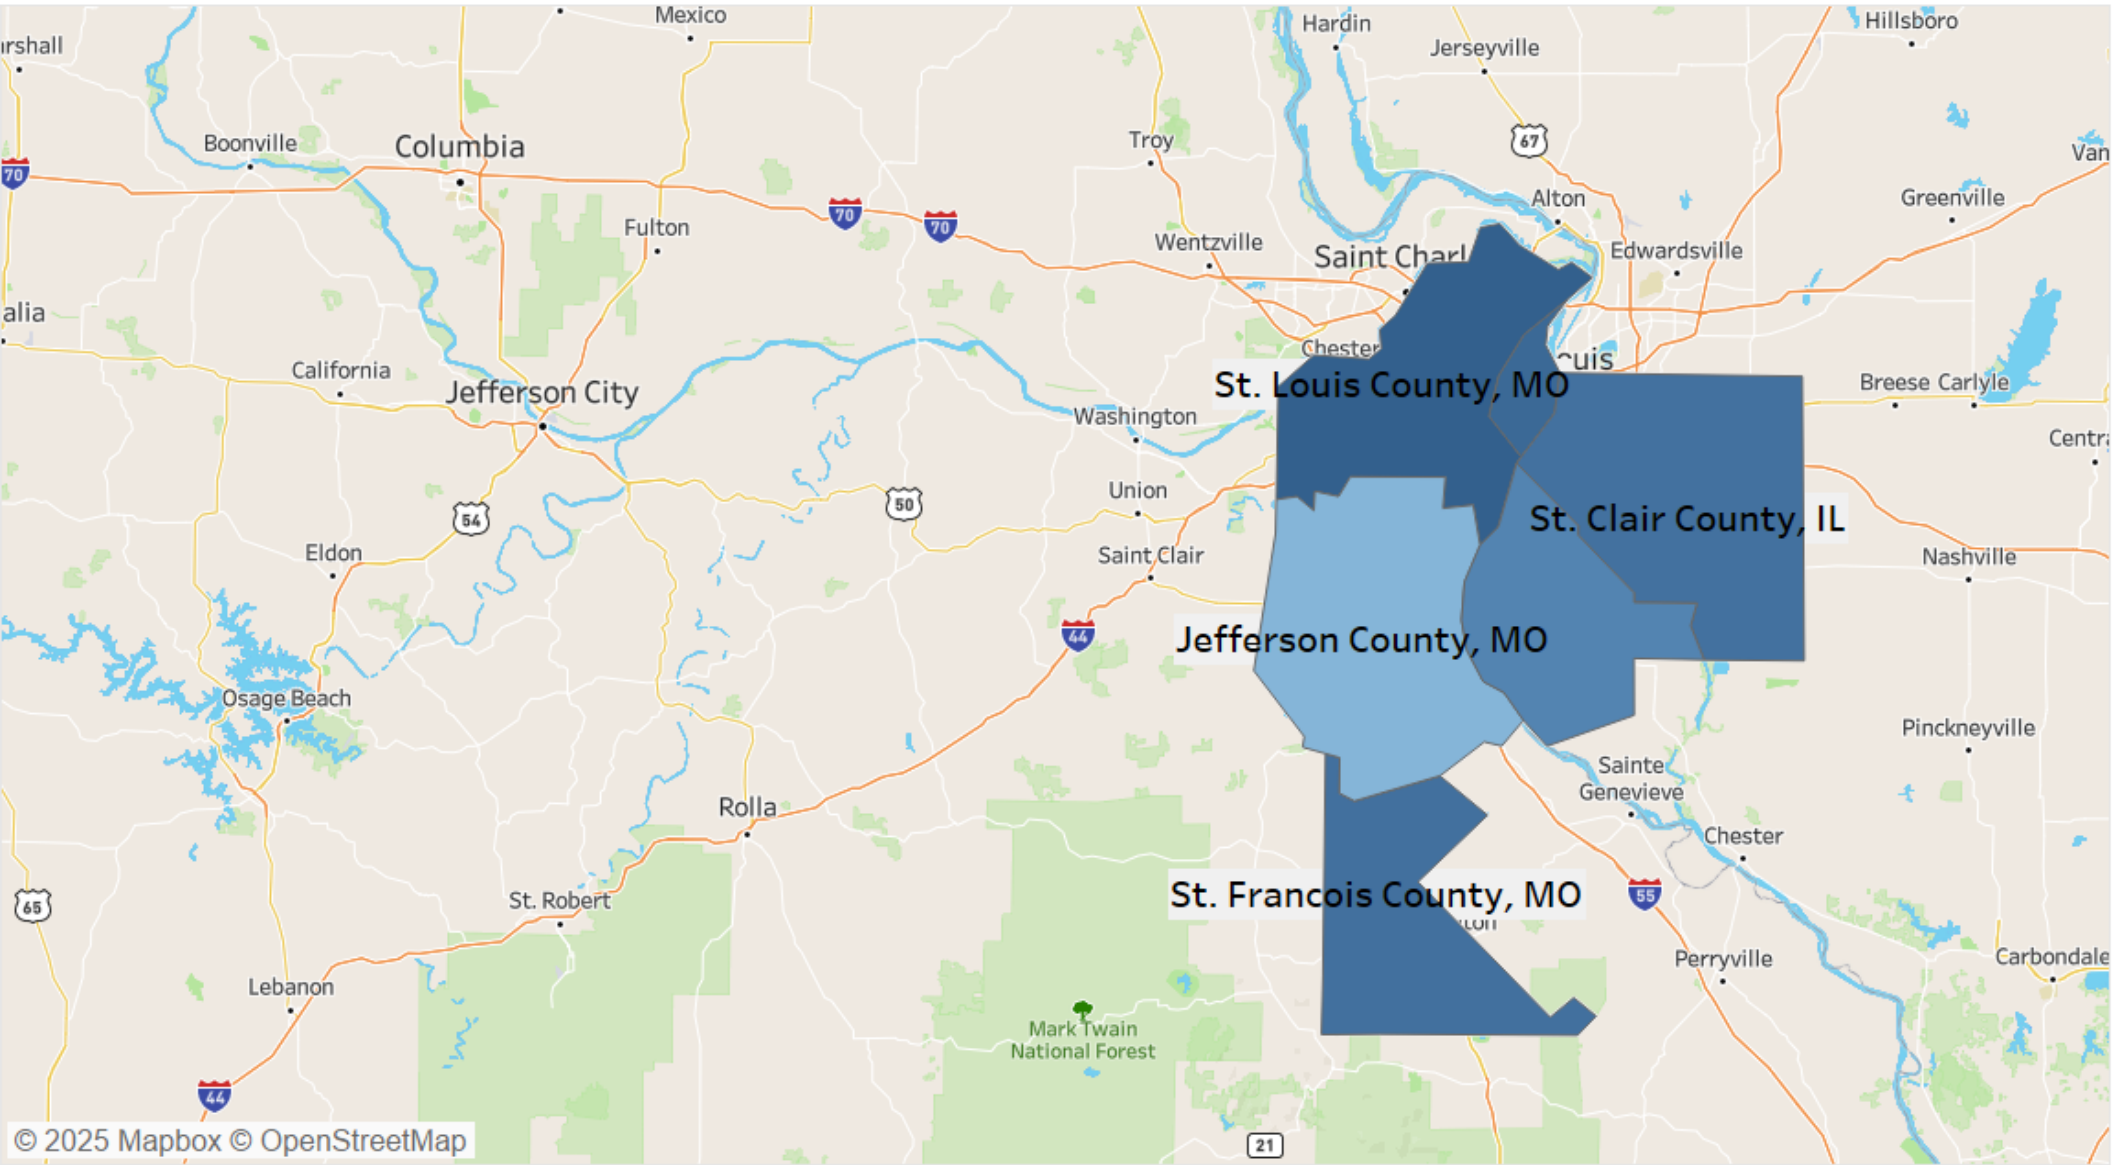 Mexico
Hardin
Hillsboro
Jerseyville
rshall
Boonville
Columbia
Troy
67
Van
70
Alton
Greenville
70
70
Fulton
Wentzville
Saint Charl
Edwardsville
alia
Chester
ouis
California
Jefferson City
St. Louis County, MO
Breese
Carlyle
Washington
Centr
Union
50
54
St. Clair County, IL
Eldon
Saint Clair
Nashville
44
Jefferson County, MO
Osage Beach
Pinckneyville
Sainte
Genevieve
Rolla
Chester
65
St. Robert
St. Francois County, MO
55
ton
Perryville
Carbondale
Lebanon
Mark Twain
National Forest
44
© 2025 Mapbox © OpenStreetMap
21